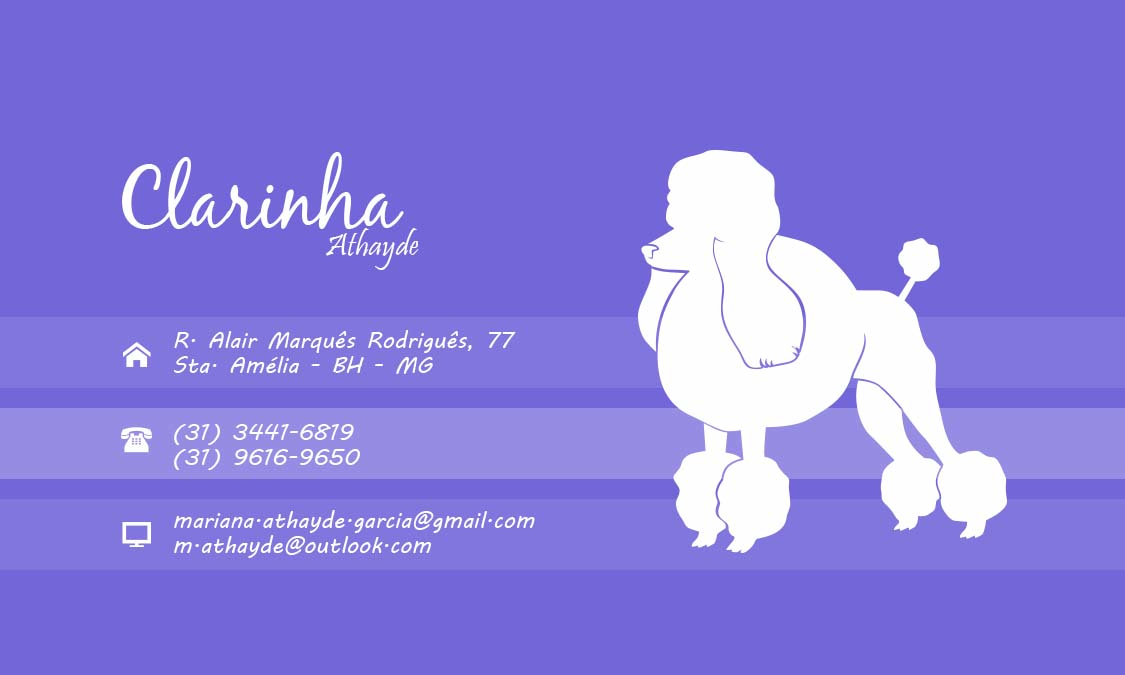 Clarinha
Athayde
R. Alair Marquês Rodriguês, 77
Sta. Amélia - BH - MG
(31) 3441-6819
(31) 9616-9650
mariana.athayde.garcia@gmail.com
m.athayde@outlook.com